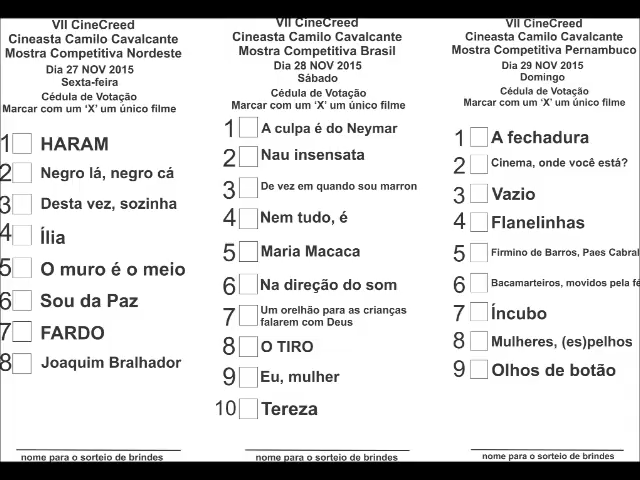 VII CineCreed
Cineasta Camilo Cavalcante
Mostra Competitiva Nordeste
Dia 27 NOV 2015
Sexta-feira
Cédula de Votação
Marcar com um ‘X’ um único filme
1 HARAM
2 Negro lá, negro cá
3 Desta vez, sozinha
4 Ília
5 O muro é o meio
6 Sou da Paz
7 FARDO
8 Joaquim Bralhador
nome para o sorteio de brindes
VII CineCreed
Cineasta Camilo Cavalcante
Mostra Competitiva Brasil
Dia 28 NOV 2015
Sábado
Cédula de Votação
Marcar com um ‘X’ um único filme
1 A culpa é do Neymar
2 Nau insensata
3 De vez em quando sou marron
4 Nem tudo, é
5 Maria Macaca
6 Na direção do som
7 Um orelhão para as crianças
falarem com Deus
8 O TIRO
9 Eu, mulher
10 Tereza
nome para o sorteio de brindes
VII CineCreed
Cineasta Camilo Cavalcante
Mostra Competitiva Pernambuco
Dia 29 NOV 2015
Domingo
Cédula de Votação
Marcar com um ‘X’ um único filme
1 A fechadura
2 Cinema, onde você está?
3 Vazio
4 Flanelinhas
5 Firmino de Barros, Paes Cabral
6 Bacamarteiros, movidos pela fé
7 Íncubo
8 Mulheres, (es)pelhos
9 Olhos de botão
nome para o sorteio de brindes